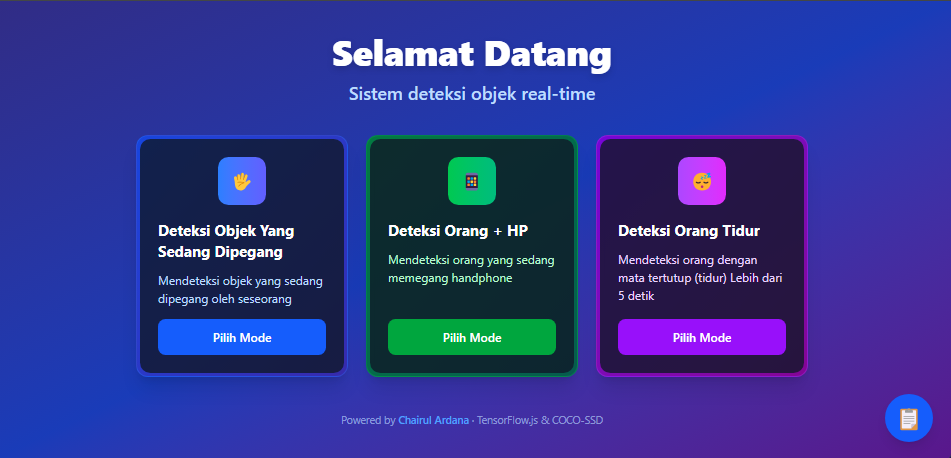 Selamat Datang
Sistem deteksi objek real-time
Deteksi Objek Yang
Sedang Dipegang
Mendeteksi objek yang sedang
dipegang oleh seseorang
Pilih Mode
Deteksi Orang + HP
Mendeteksi orang yang sedang
memegang handphone
Pilih Mode
Deteksi Orang Tidur
Mendeteksi orang dengan
mata tertutup (tidur) Lebih dari
5 detik
Pilih Mode
Powered by Chairul Ardana · TensorFlow.js & COCO-SSD